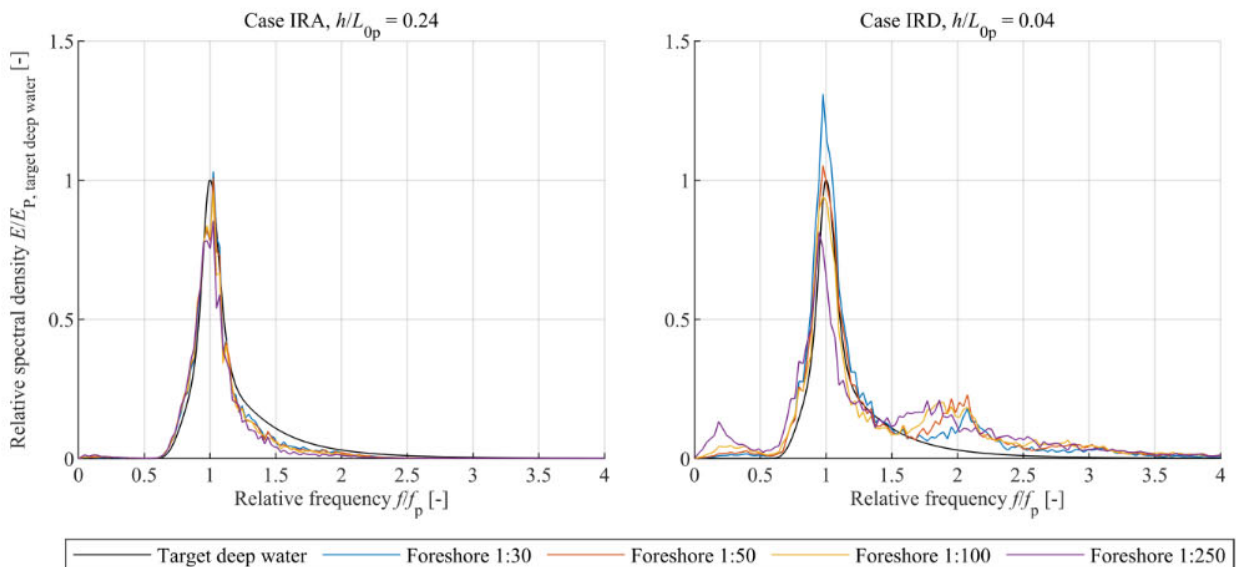 Case IRA, h/L0p = 0.24
Case IRD, h/L0p = 0.04
Relative spectral density E/EP, target deep water [-]
1.5
1
0.5
0
0 0.5 1 1.5 2 2.5 3 3.5 4
Relative frequency f/fp [-]
1.5
1
0.5
0
0 0.5 1 1.5 2 2.5 3 3.5 4
Relative frequency f/fp [-]
Target deep water Foreshore 1:30 Foreshore 1:50 Foreshore 1:100 Foreshore 1:250